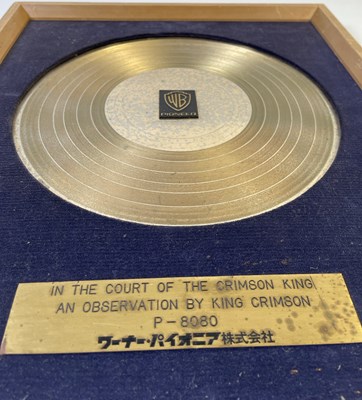 WB
PIONEER
IN THE COURT OF THE CRIMSON KING
AN OBSERVATION BY KING CRIMSON
P-8080
ワーナー・パイオニア株式会社